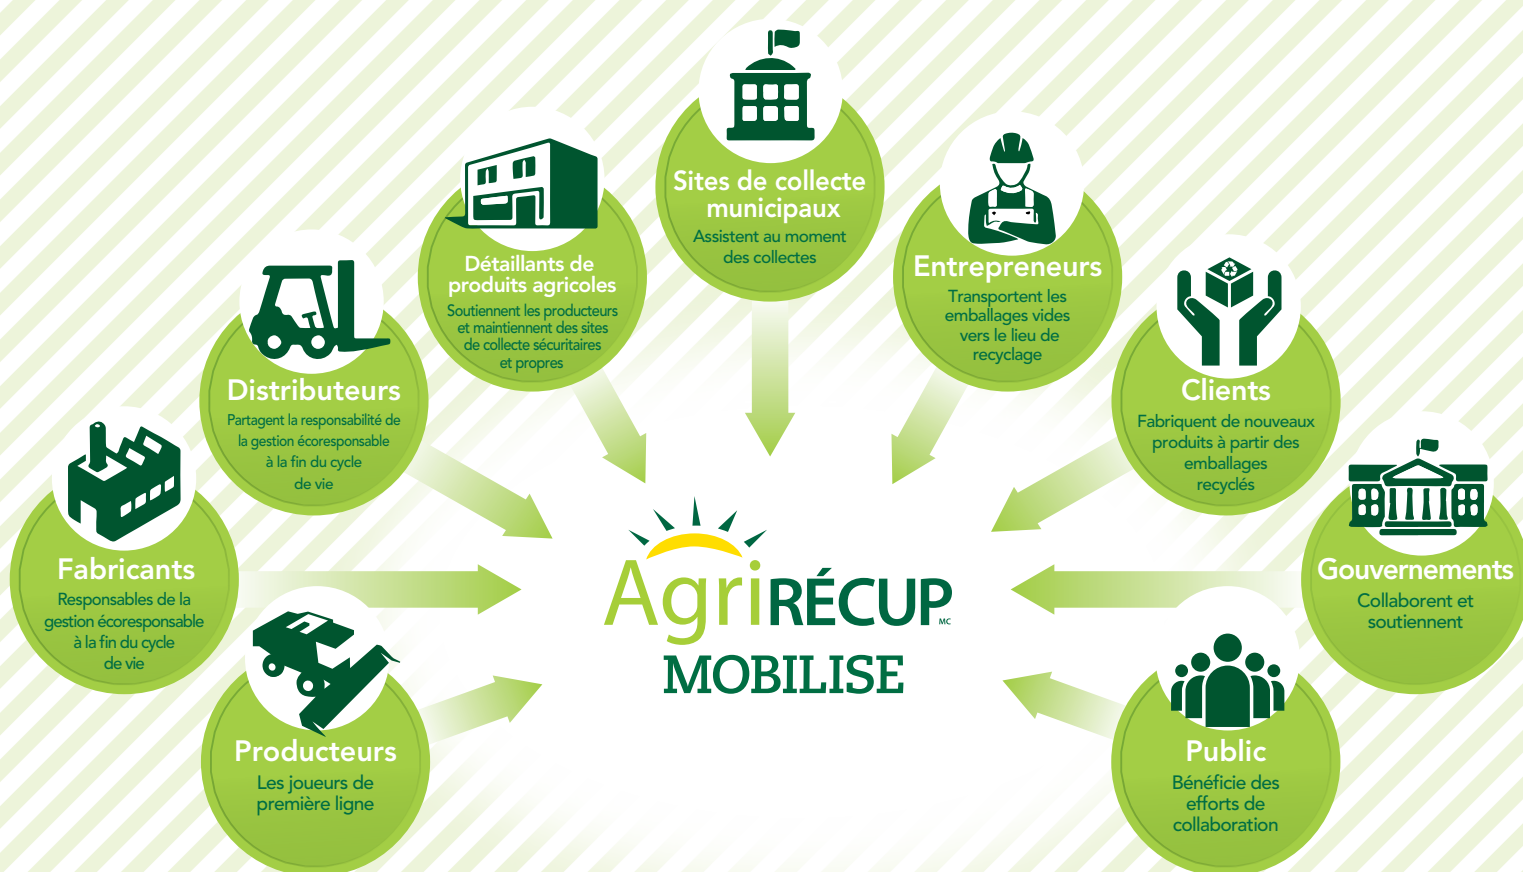 Sites de collecte
municipaux
Assistent au moment
des collectes
Détaillants de
produits agricoles
Soutiennent les producteurs
et maintiennent des sites
de collecte sécuritaires
et propres
Entrepreneurs
Transportent les
emballages vides
vers le lieu de
recyclage
Distributeurs
Partagent la responsabilité de
la gestion écoresponsable
à la fin du cycle
de vie
Clients
Fabriquent de nouveaux
produits à partir des
emballages
recyclés
Fabricants
Responsables de la
gestion écoresponsable
à la fin du cycle
de vie
Gouvernements
Collaborent et
soutiennent
AgriRÉCUP MC
MOBILISE
Producteurs
Les joueurs de
première ligne
Public
Bénéficie des
efforts de
collaboration